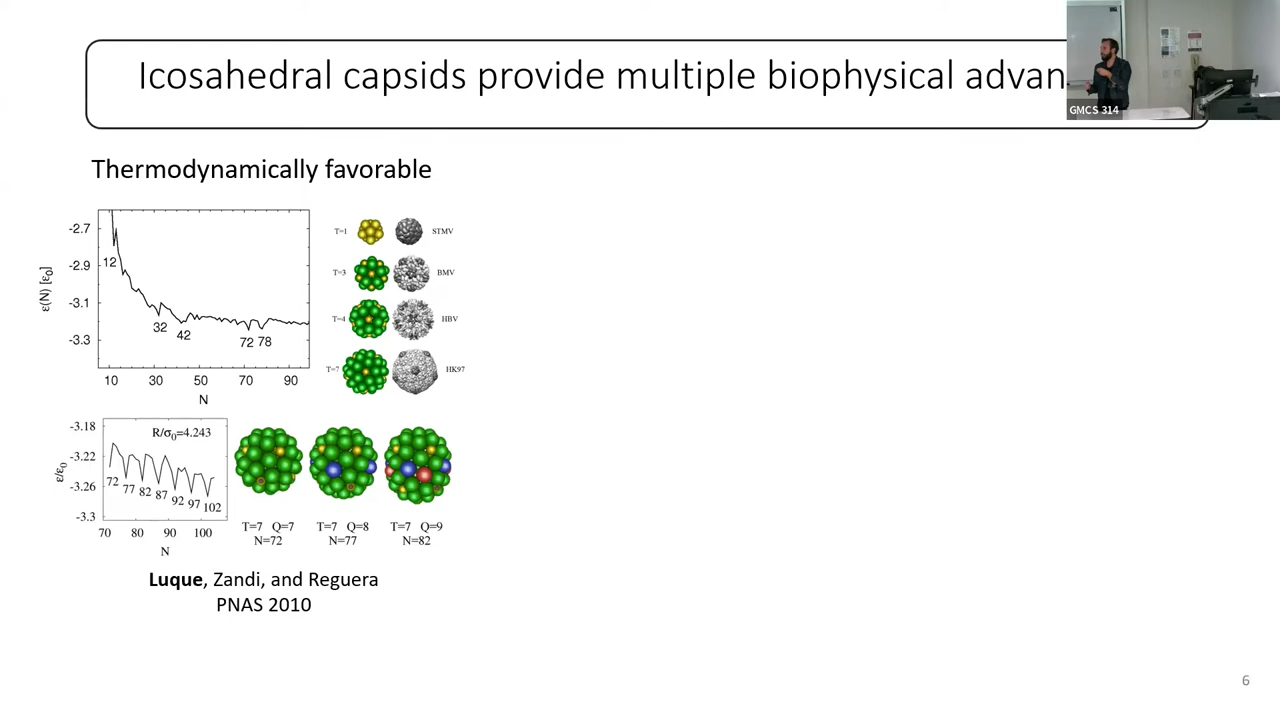 Icosahedral capsids provide multiple biophysical advan
GMCS 314
Thermodynamically favorable
-2.7
-2.9
-3.1
-3.3
ε(N) [ε₀]
12
32
42
72 78
10 30 50 70 90
N
T=1 STMV
T=3 BMV
T=4 HBV
T=7 HK97
-3.18
-3.22
-3.26
-3.3
ε/ε₀
R/σ₀=4.243
72 77 82 87 92 97 102
70 80 90 100
N
T=7 Q=7
N=72
T=7 Q=8
N=77
T=7 Q=9
N=82
Luque, Zandi, and Reguera
PNAS 2010
6